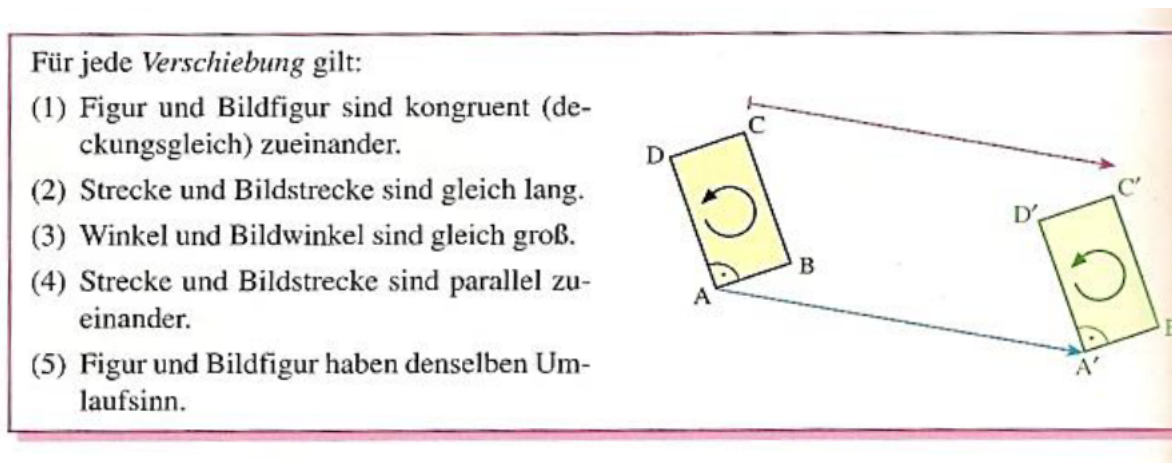 Für jede Verschiebung gilt:
(1) Figur und Bildfigur sind kongruent (de-
ckungsgleich) zueinander.
(2) Strecke und Bildstrecke sind gleich lang.
(3) Winkel und Bildwinkel sind gleich groß.
(4) Strecke und Bildstrecke sind parallel zu-
einander.
(5) Figur und Bildfigur haben denselben Um-
laufsinn.
C
D
B
A
C′
D′
A′